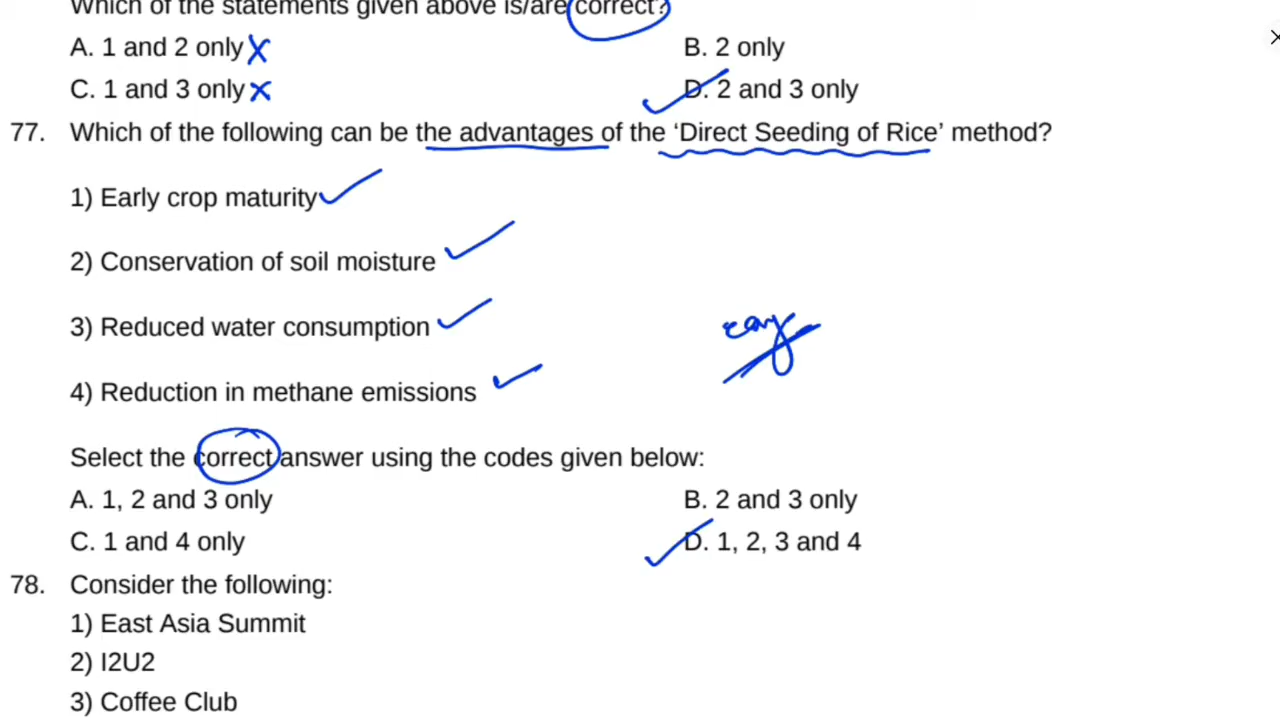 Which of the statements given above is/are correct?
A. 1 and 2 only
B. 2 only
C. 1 and 3 only
D. 2 and 3 only
77. Which of the following can be the advantages of the ‘Direct Seeding of Rice’ method?
1) Early crop maturity
2) Conservation of soil moisture
3) Reduced water consumption
easy
4) Reduction in methane emissions
Select the correct answer using the codes given below:
A. 1, 2 and 3 only
B. 2 and 3 only
C. 1 and 4 only
D. 1, 2, 3 and 4
78. Consider the following:
1) East Asia Summit
2) I2U2
3) Coffee Club